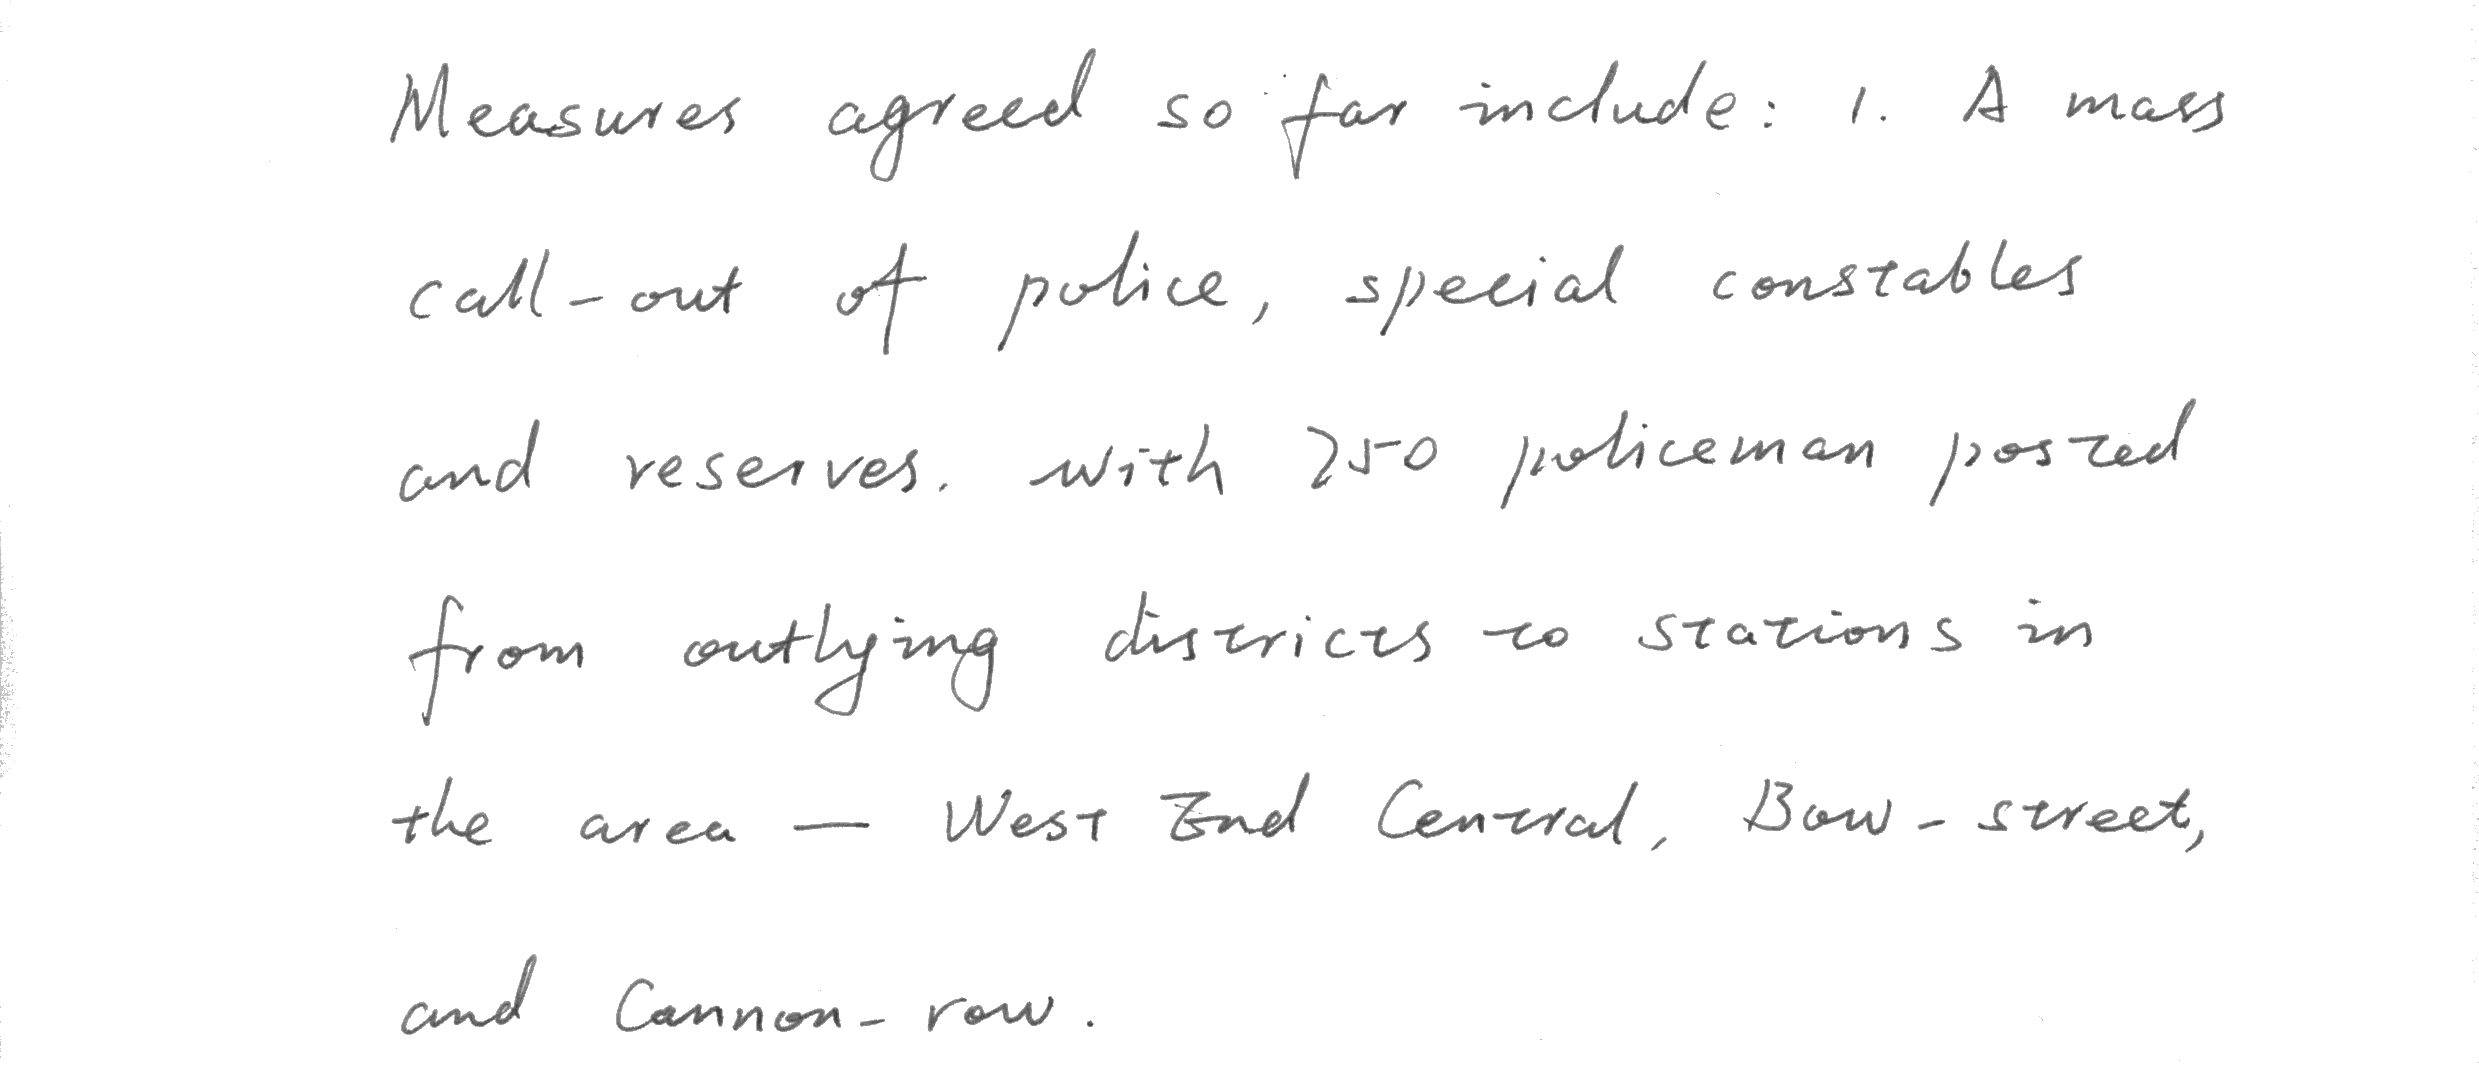 Measures agreed so far include: 1. A mass
call-out of police, special constables
and reserves. with 250 policeman posted
from outlying districts to stations in
the area - West End Central, Bow-street,
and Cannon-row.